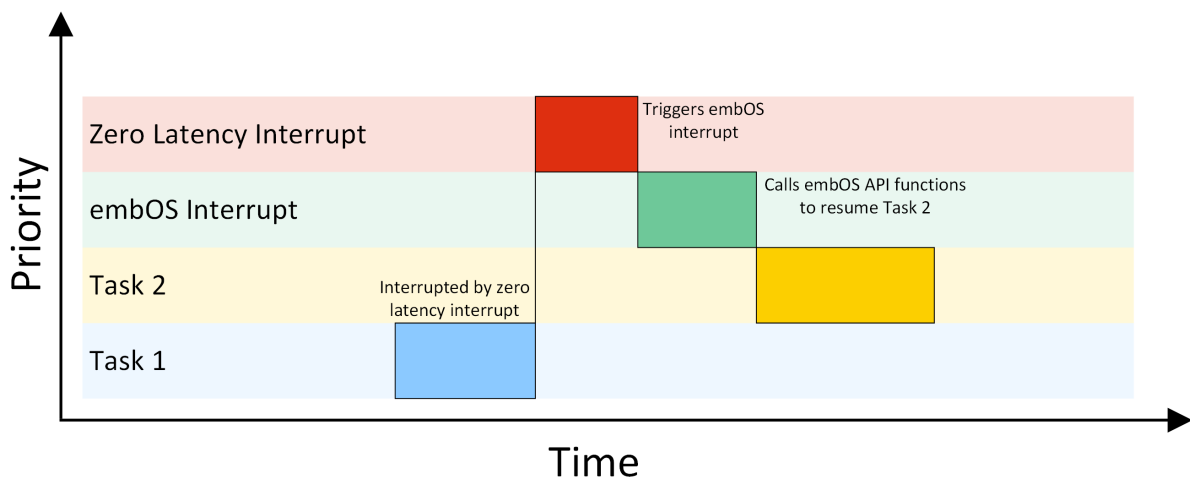 Priority
Zero Latency Interrupt
Triggers embOS
interrupt
embOS Interrupt
Calls embOS API functions
to resume Task 2
Task 2
Interrupted by zero
latency interrupt
Task 1
Time